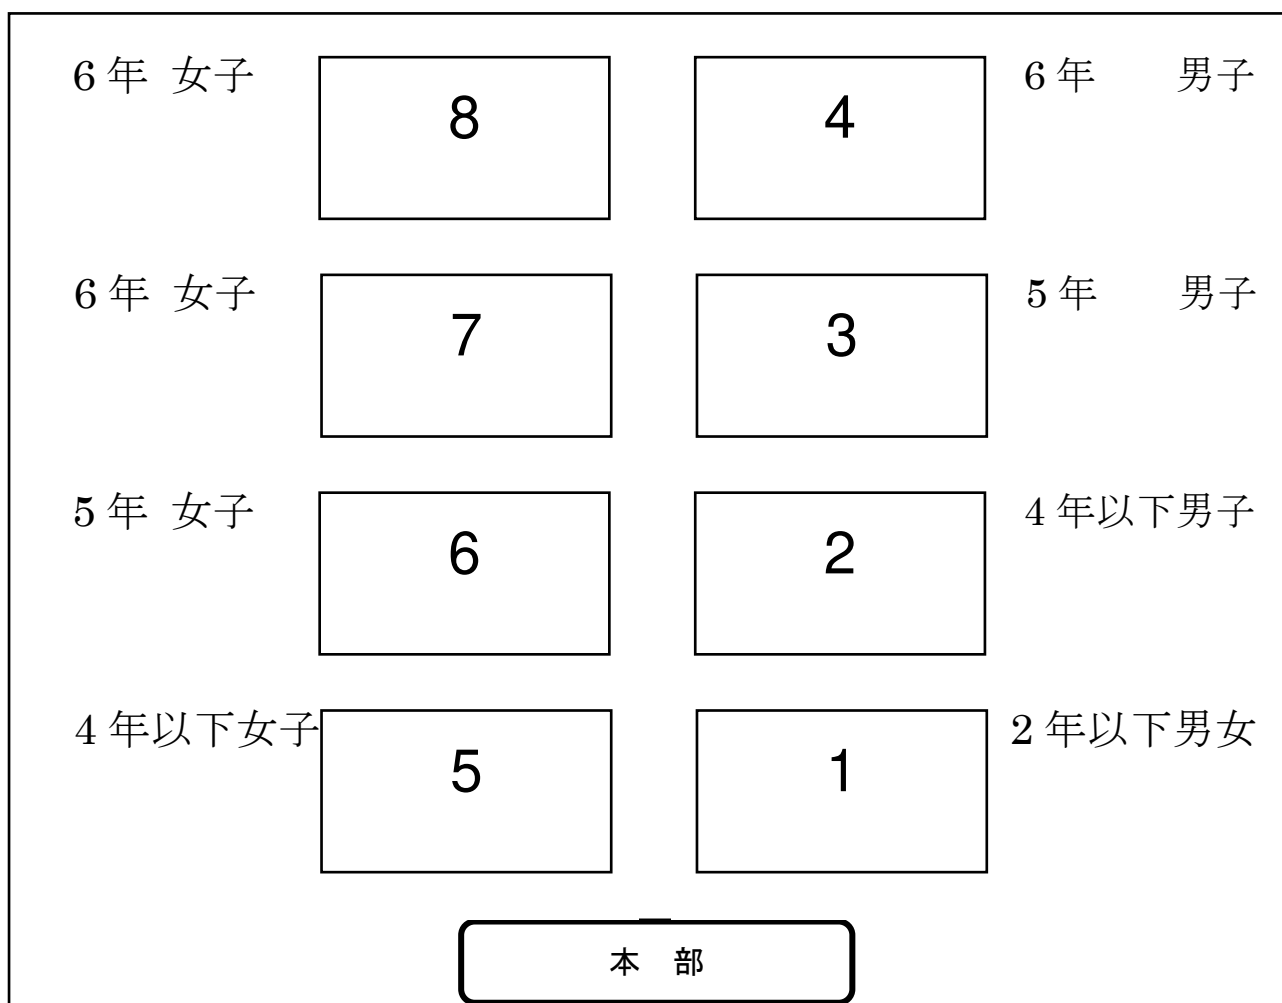 6年 女子 8 4 6年 男子
6年 女子 7 3 5年 男子
5年 女子 6 2 4年以下男子
4年以下女子 5 1 2年以下男女
本 部